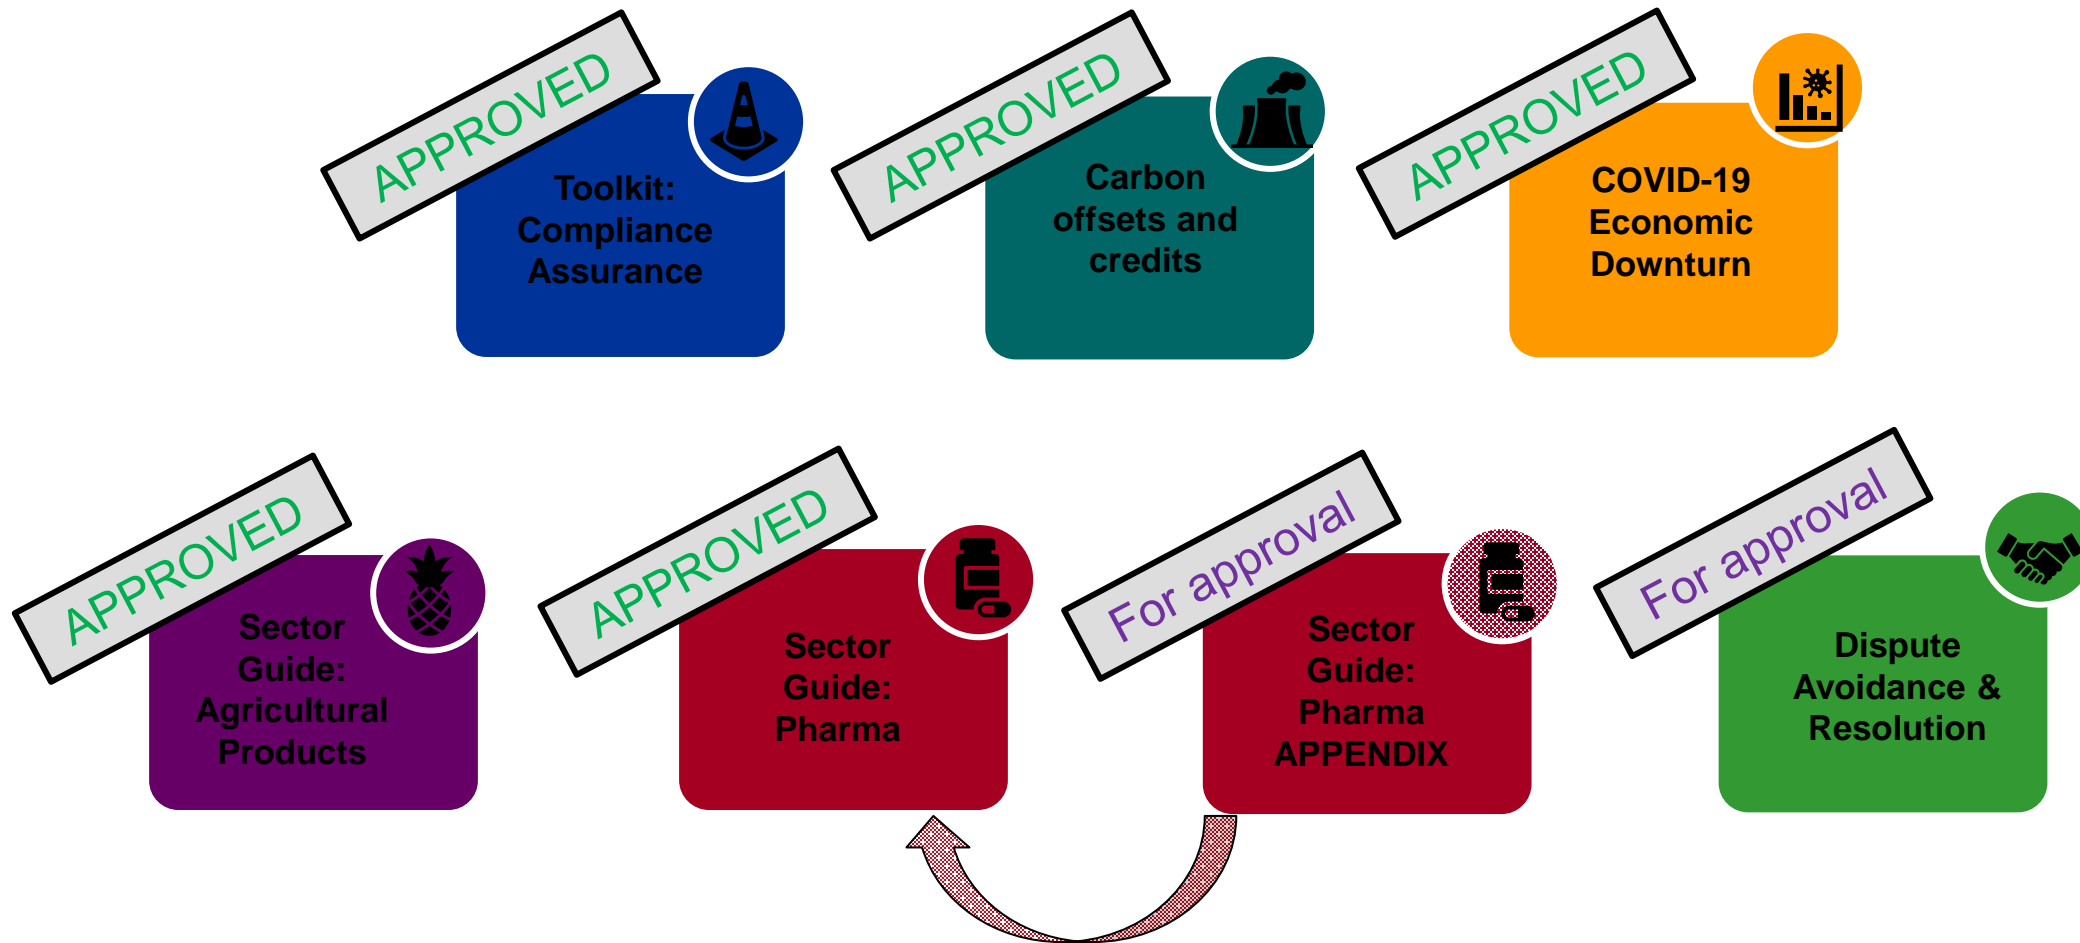 APPROVED
Toolkit:
Compliance
Assurance
APPROVED
Carbon
offsets and
credits
APPROVED
COVID-19
Economic
Downturn
APPROVED
Sector
Guide:
Agricultural
Products
APPROVED
Sector
Guide:
Pharma
For approval
Sector
Guide:
Pharma
APPENDIX
For approval
Dispute
Avoidance &
Resolution